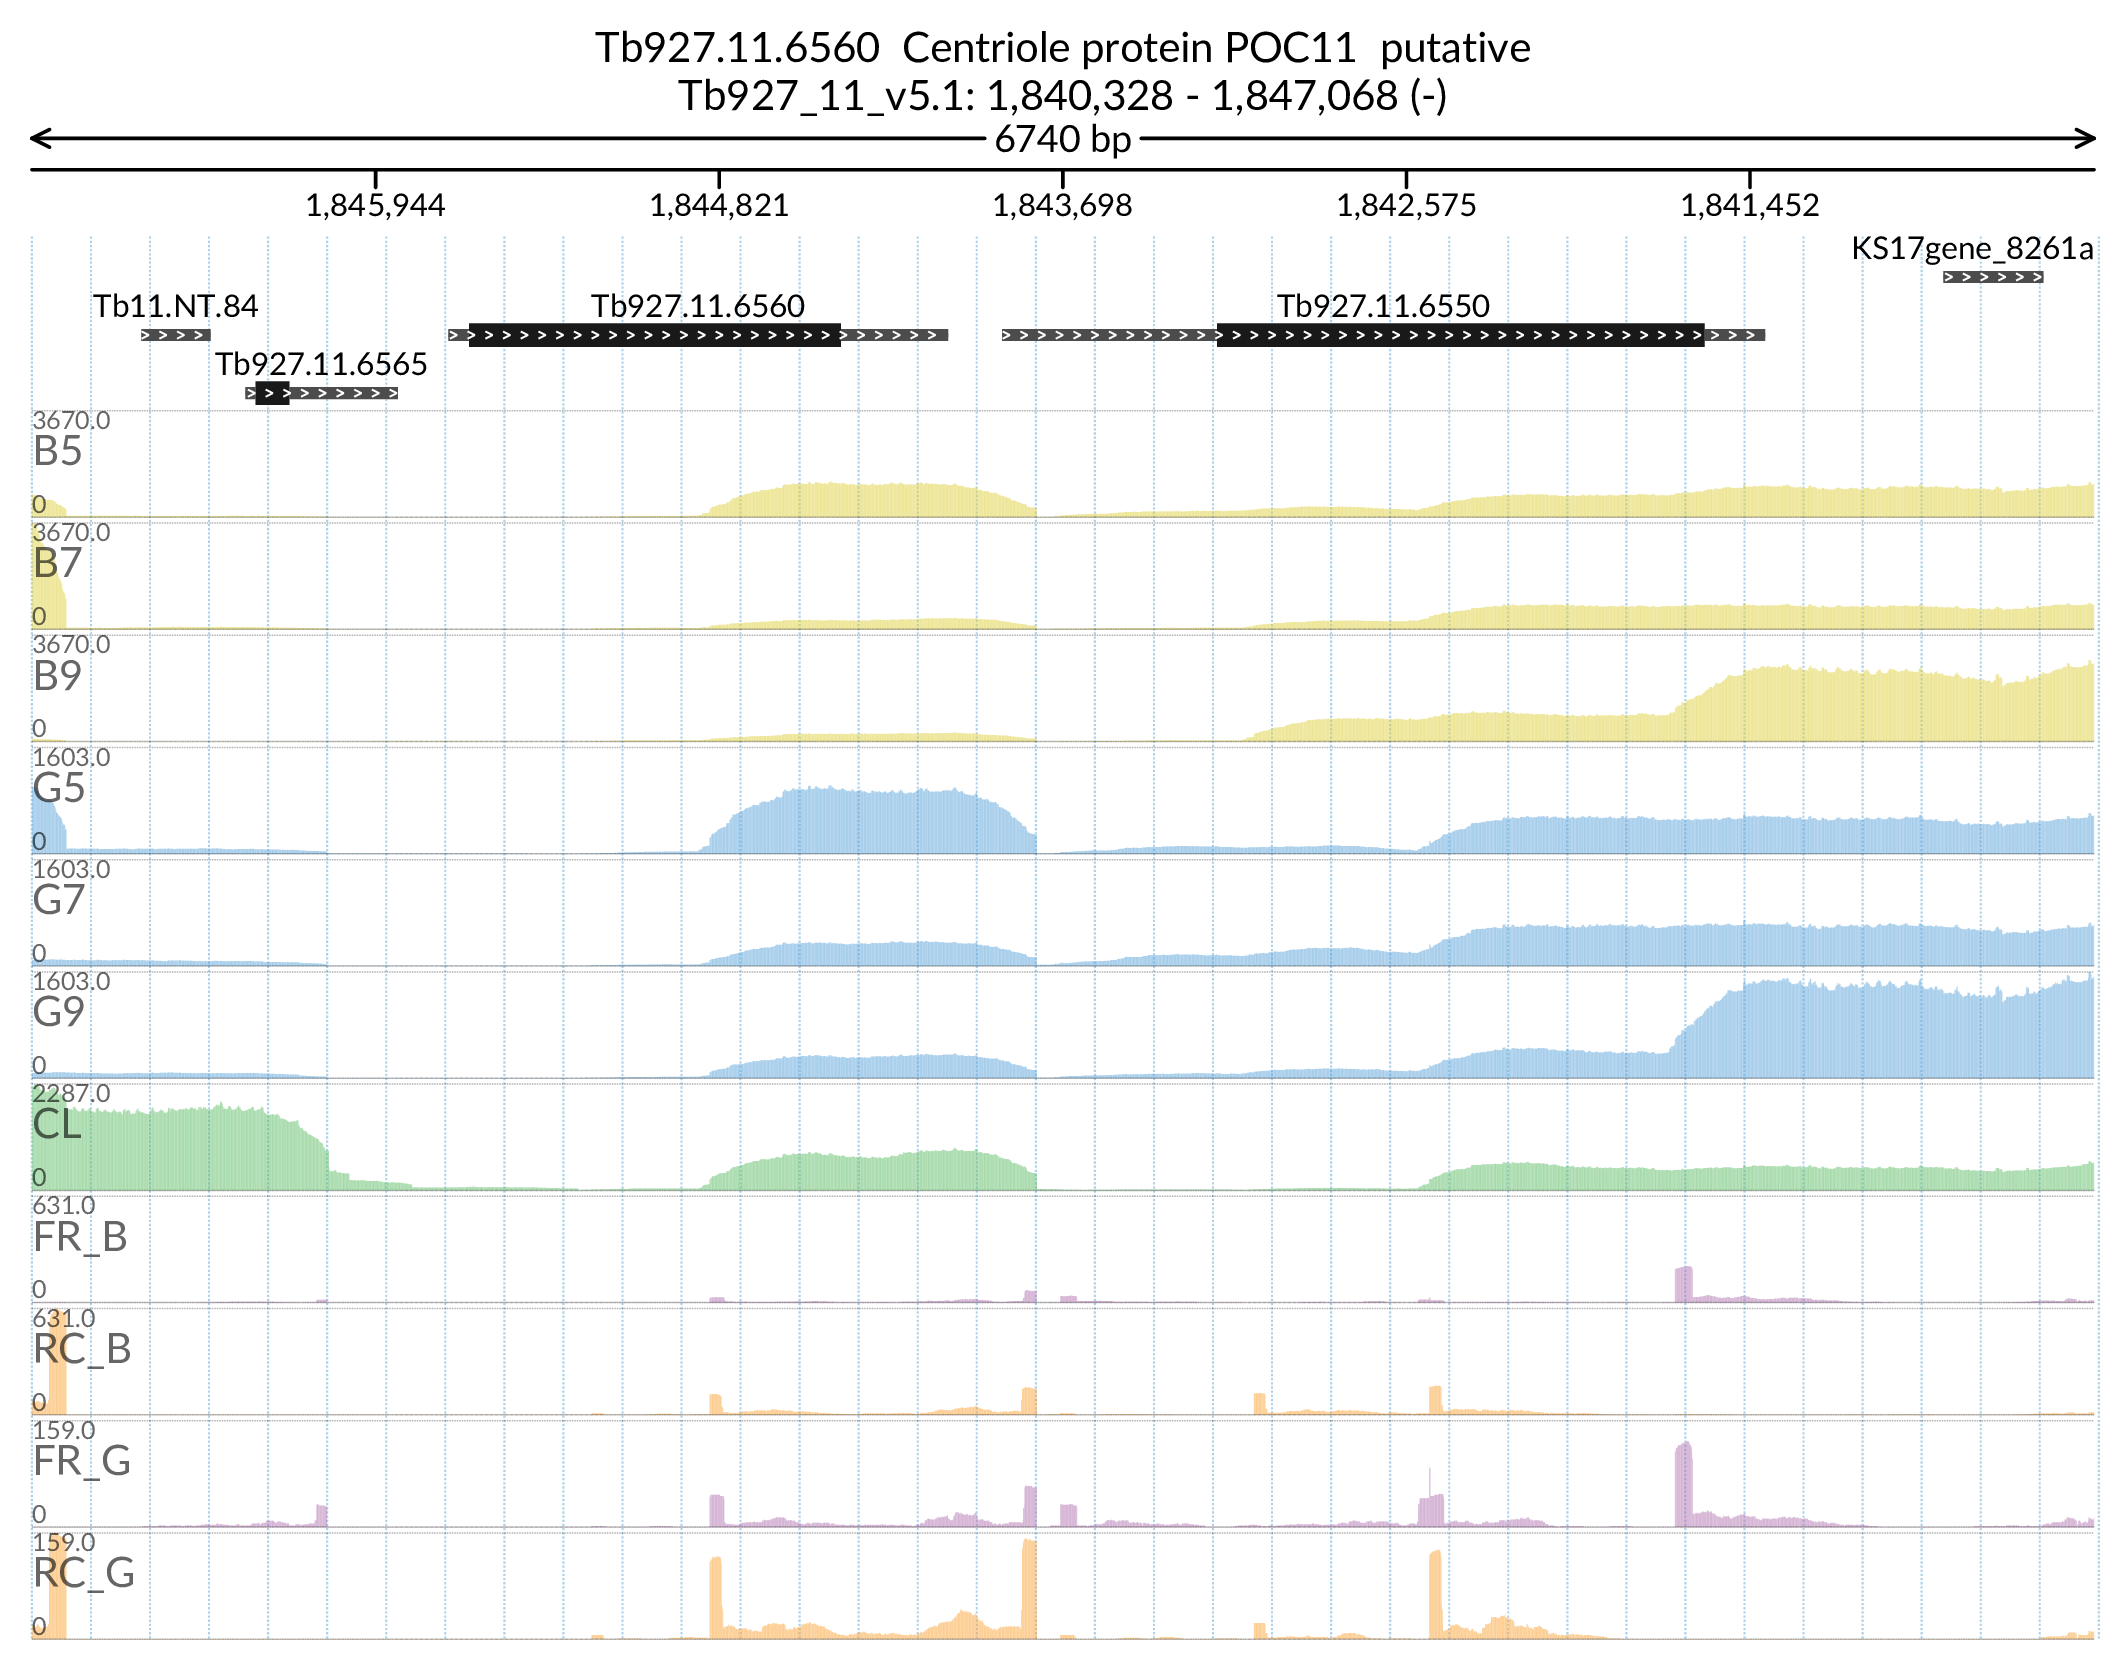 Tb927.11.6560 Centriole protein POC11 putative
Tb927_11_v5.1: 1,840,328 - 1,847,068 (-)
6740 bp
1,845,944 1,844,821 1,843,698 1,842,575 1,841,452
KS17gene_8261a
Tb11.NT.84 Tb927.11.6560 Tb927.11.6550
Tb927.11.6565
3670.0
B5
0
3670.0
B7
0
3670.0
B9
0
1603.0
G5
0
1603.0
G7
0
1603.0
G9
0
2287.0
CL
0
631.0
FR_B
0
631.0
RC_B
0
159.0
FR_G
0
159.0
RC_G
0